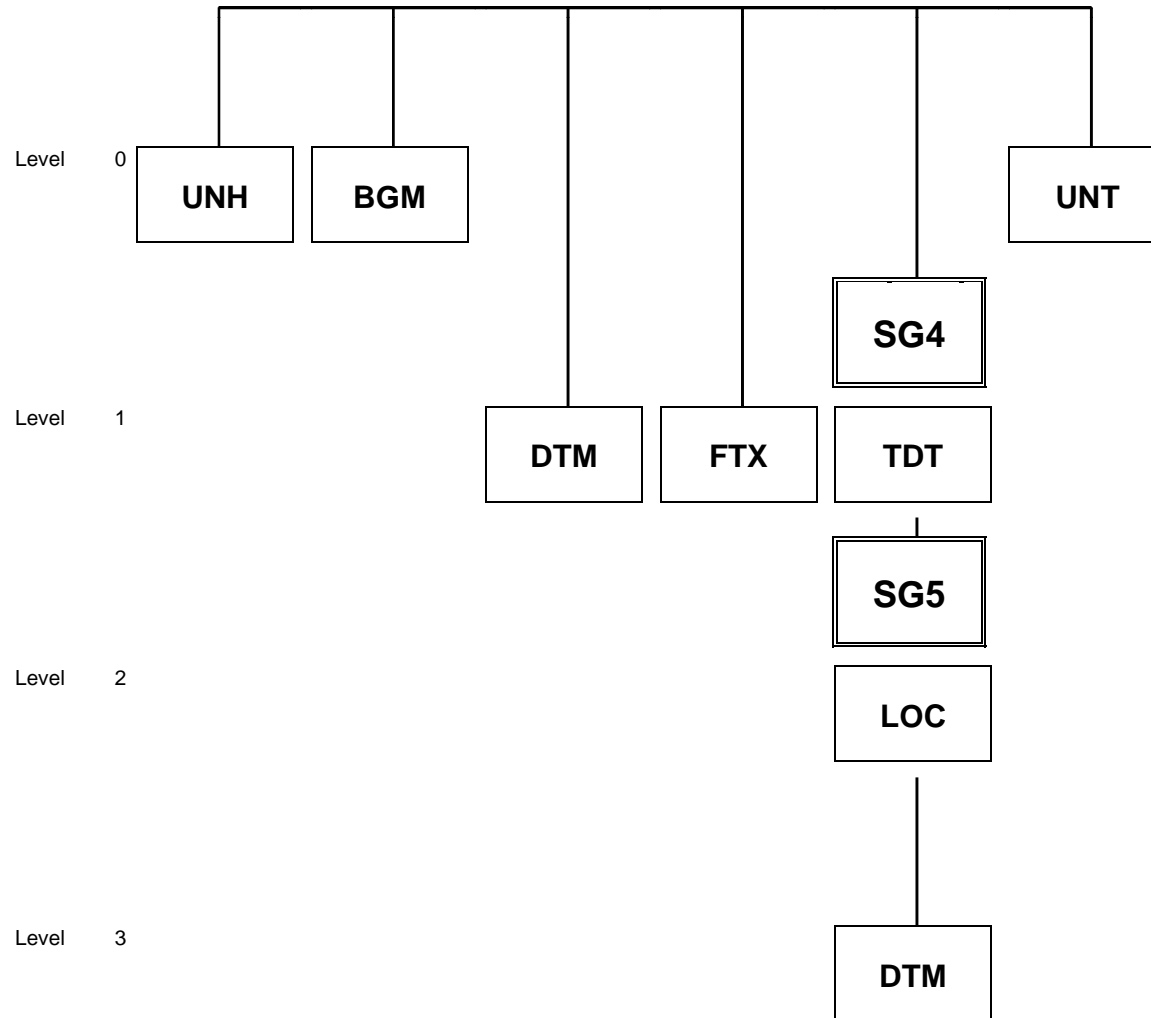 Level 0
UNH BGM UNT
SG4
Level 1
DTM FTX TDT
SG5
Level 2
LOC
Level 3
DTM